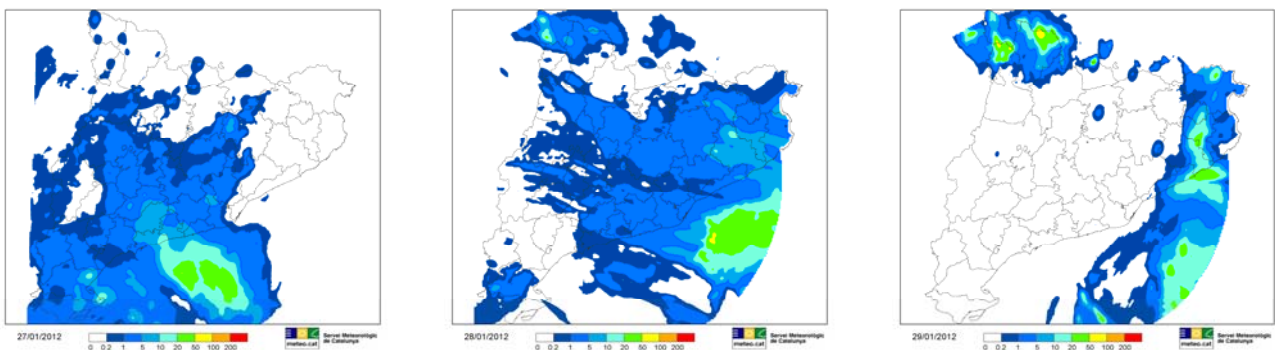 27/01/2012
0 0.2 1 5 10 20 50 100 200
meteo.cat
Servei Meteorològic
de Catalunya
28/01/2012
0 0.2 1 5 10 20 50 100 200
meteo.cat
Servei Meteorològic
de Catalunya
29/01/2012
0 0.2 1 5 10 20 50 100 200
meteo.cat
Servei Meteorològic
de Catalunya